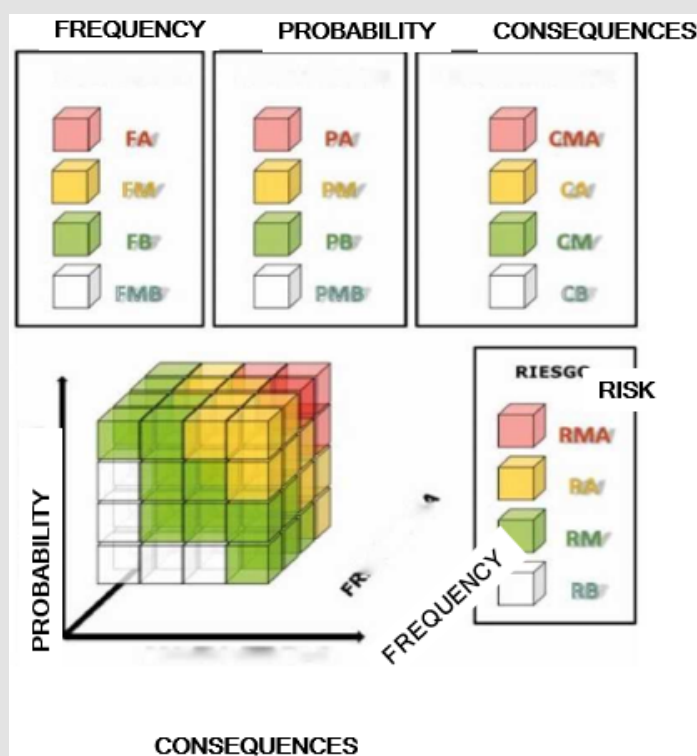 FREQUENCY PROBABILITY CONSEQUENCES
FA PA CMA
FM PM CA
FB PB CM
FMB PMB CB
RIESGO
RISK
RMA
RA
RM
RB
PROBABILITY
FREQUENCY
CONSEQUENCES